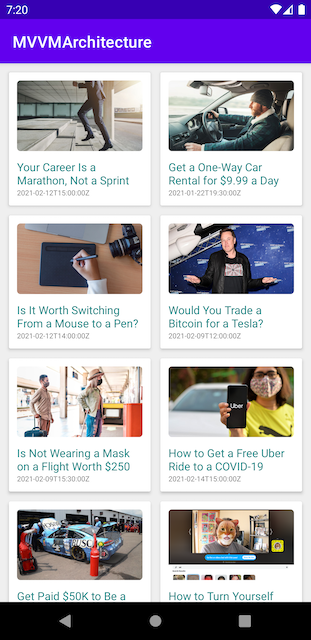 7:20
MVVMArchitecture
Your Career Is a
Marathon, Not a Sprint
2021-02-12T15:00:00Z
Get a One-Way Car
Rental for $9.99 a Day
2021-01-22T19:30:00Z
Is It Worth Switching
From a Mouse to a Pen?
2021-02-12T14:00:00Z
Would You Trade a
Bitcoin for a Tesla?
2021-02-09T12:00:00Z
Is Not Wearing a Mask
on a Flight Worth $250
2021-02-09T15:30:00Z
Uber
How to Get a Free Uber
Ride to a COVID-19
2021-02-14T15:00:00Z
Get Paid $50K to Be a
How to Turn Yourself